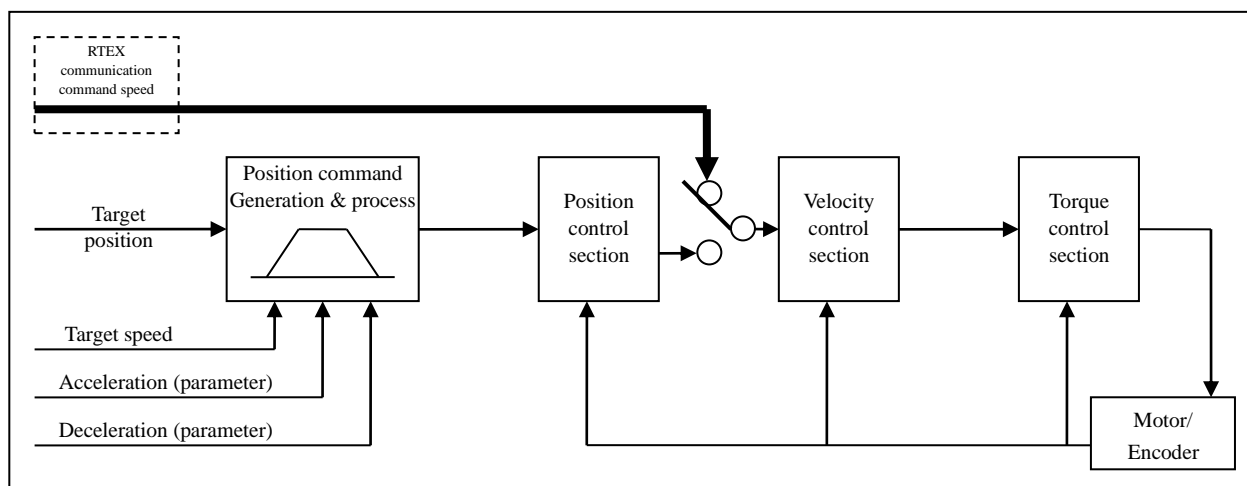 RTEX
communication
command speed
Position command
Generation & process
Target
position
Position
control
section
Velocity
control
section
Torque
control
section
Target speed
Acceleration (parameter)
Deceleration (parameter)
Motor/
Encoder